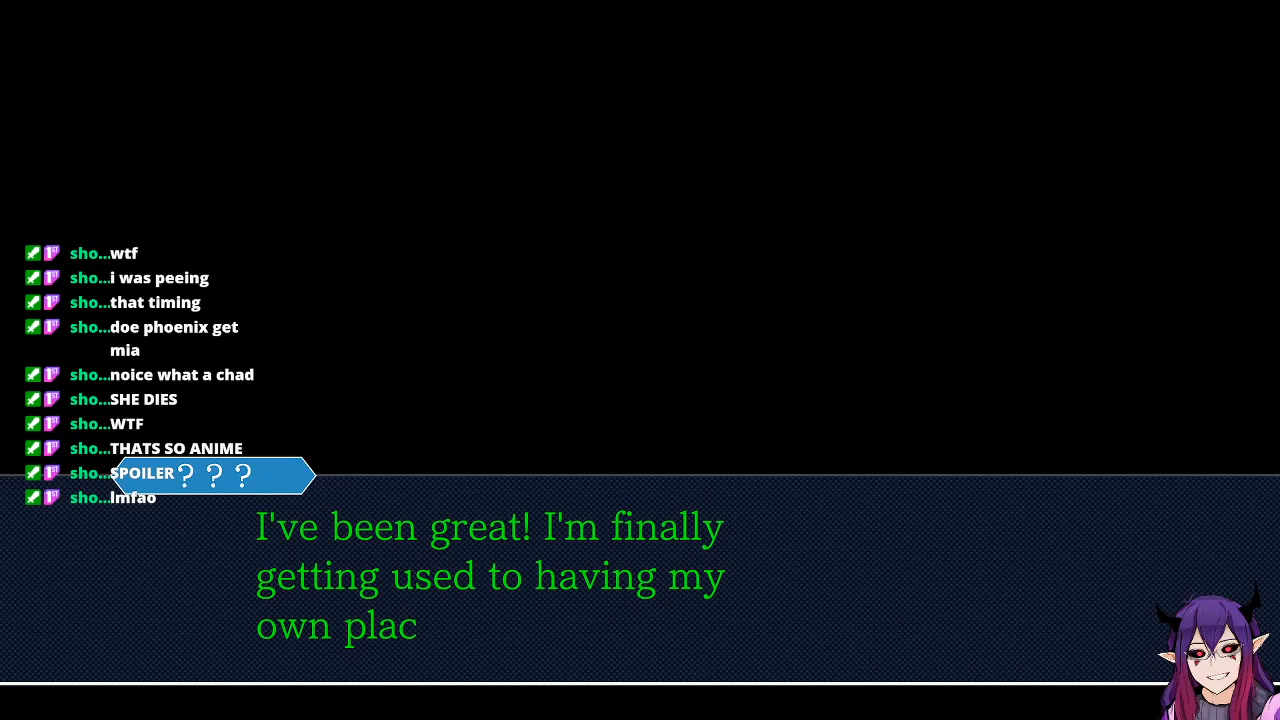 sho...wtf
sho...i was peeing
sho...that timing
sho...doe phoenix get
mia
sho...noice what a chad
sho...SHE DIES
sho...WTF
sho...THATS SO ANIME
sho...SPOILER
？？？
sho...lmfao
I've been great! I'm finally
getting used to having my
own plac